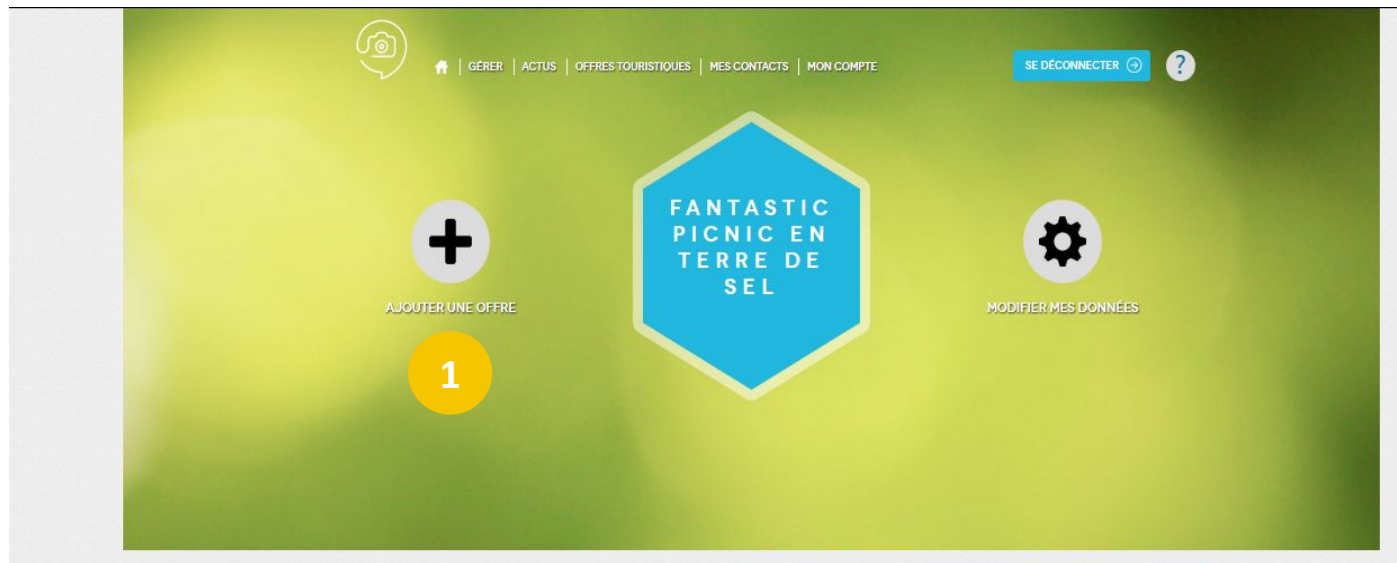 GÉRER | ACTUS | OFFRES TOURISTIQUES | MES CONTACTS | MON COMPTE
SE DÉCONNECTER
?
FANTASTIC
PICNIC EN
TERRE DE
SEL
AJOUTER UNE OFFRE
MODIFIER MES DONNÉES
1